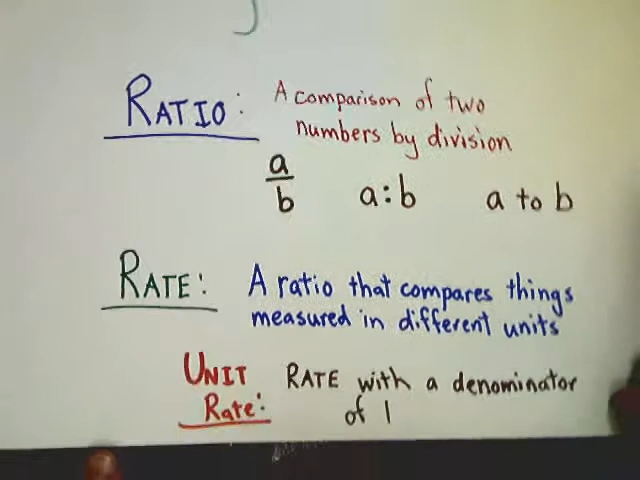 RATIO: A comparison of two
numbers by division
a/b a:b a to b
RATE: A ratio that compares things
measured in different units
UNIT RATE with a denominator
Rate: of 1